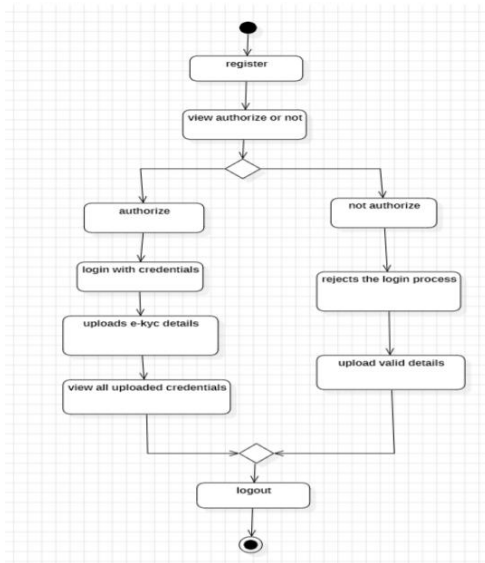 register
view authorize or not
authorize
not authorize
login with credentials
rejects the login process
uploads e-kyc details
upload valid details
view all uploaded credentials
logout